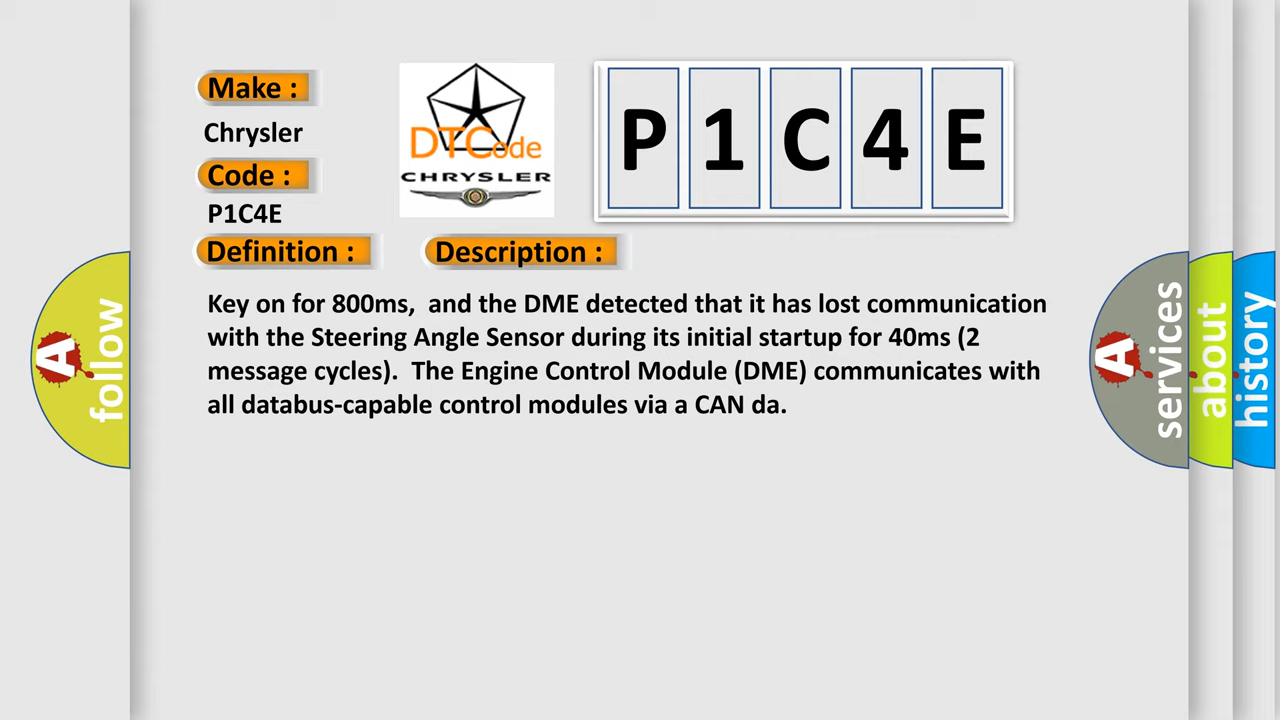 Make :
Chrysler
Code :
P1C4E
DTCode
CHRYSLER
P 1 C 4 E
Definition :
Description :
Key on for 800ms,  and the DME detected that it has lost communication
with the Steering Angle Sensor during its initial startup for 40ms (2
message cycles).  The Engine Control Module (DME) communicates with
all databus-capable control modules via a CAN da.
A
follow
A
services
about
history